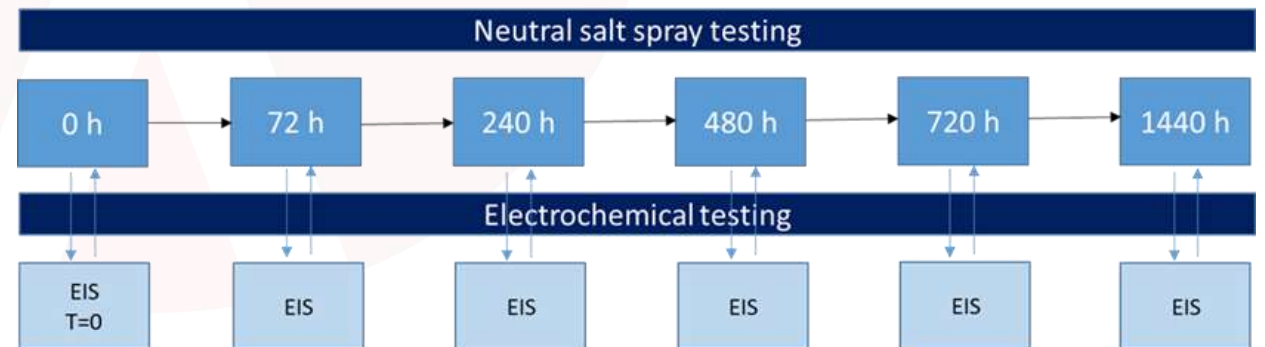 Neutral salt spray testing
0 h
72 h
240 h
480 h
720 h
1440 h
Electrochemical testing
EIS
T=0
EIS
EIS
EIS
EIS
EIS